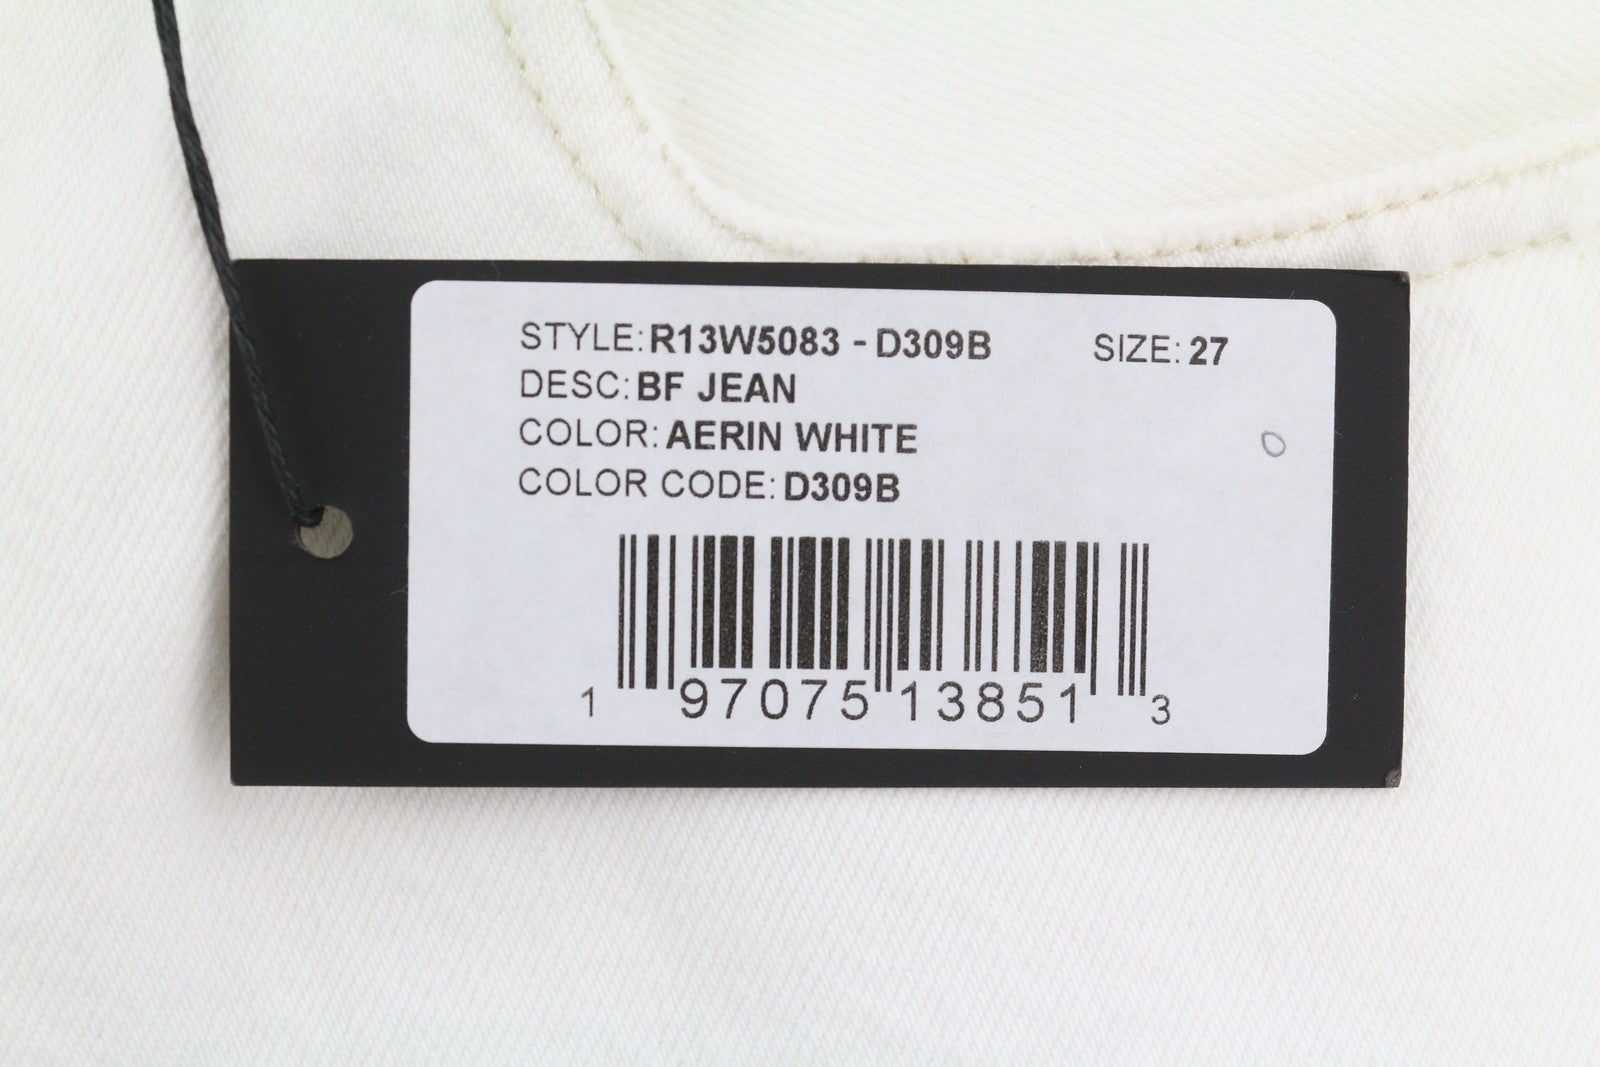 STYLE: R13W5083 - D309B SIZE: 27
DESC: BF JEAN
COLOR: AERIN WHITE
COLOR CODE: D309B
1 97075 13851 3